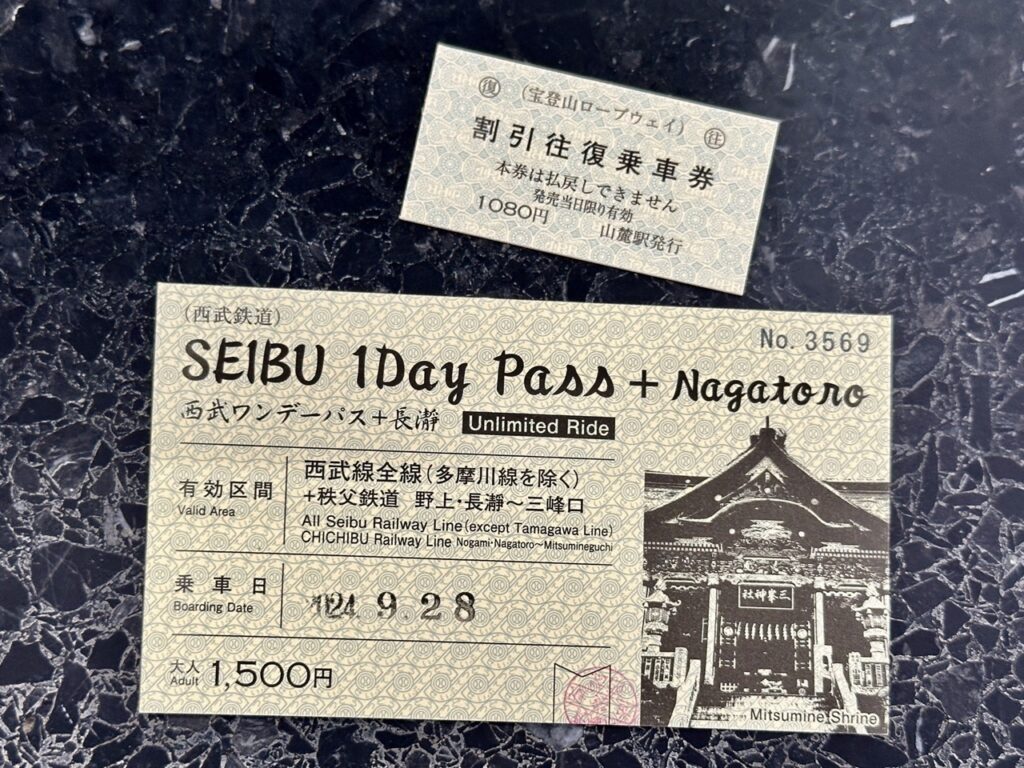 復 (宝登山ロープウェイ) 往
割引往復乗車券
本券は払戻しできません
発売当日限り有効
1080円 山麓駅発行
(西武鉄道)
No. 3569
SEIBU 1Day Pass + Nagatoro
西武ワンデーパス+長瀞 Unlimited Ride
有効区間
Valid Area
西武線全線(多摩川線を除く)
+秩父鉄道 野上・長瀞~三峰口
All Seibu Railway Line(except Tamagawa Line)
CHICHIBU Railway Line Nogami・Nagatoro~Mitsumineguchi
乗車日
Boarding Date
2024. 9. 28
大人
Adult
1,500円
三峯神社
Mitsumine Shrine